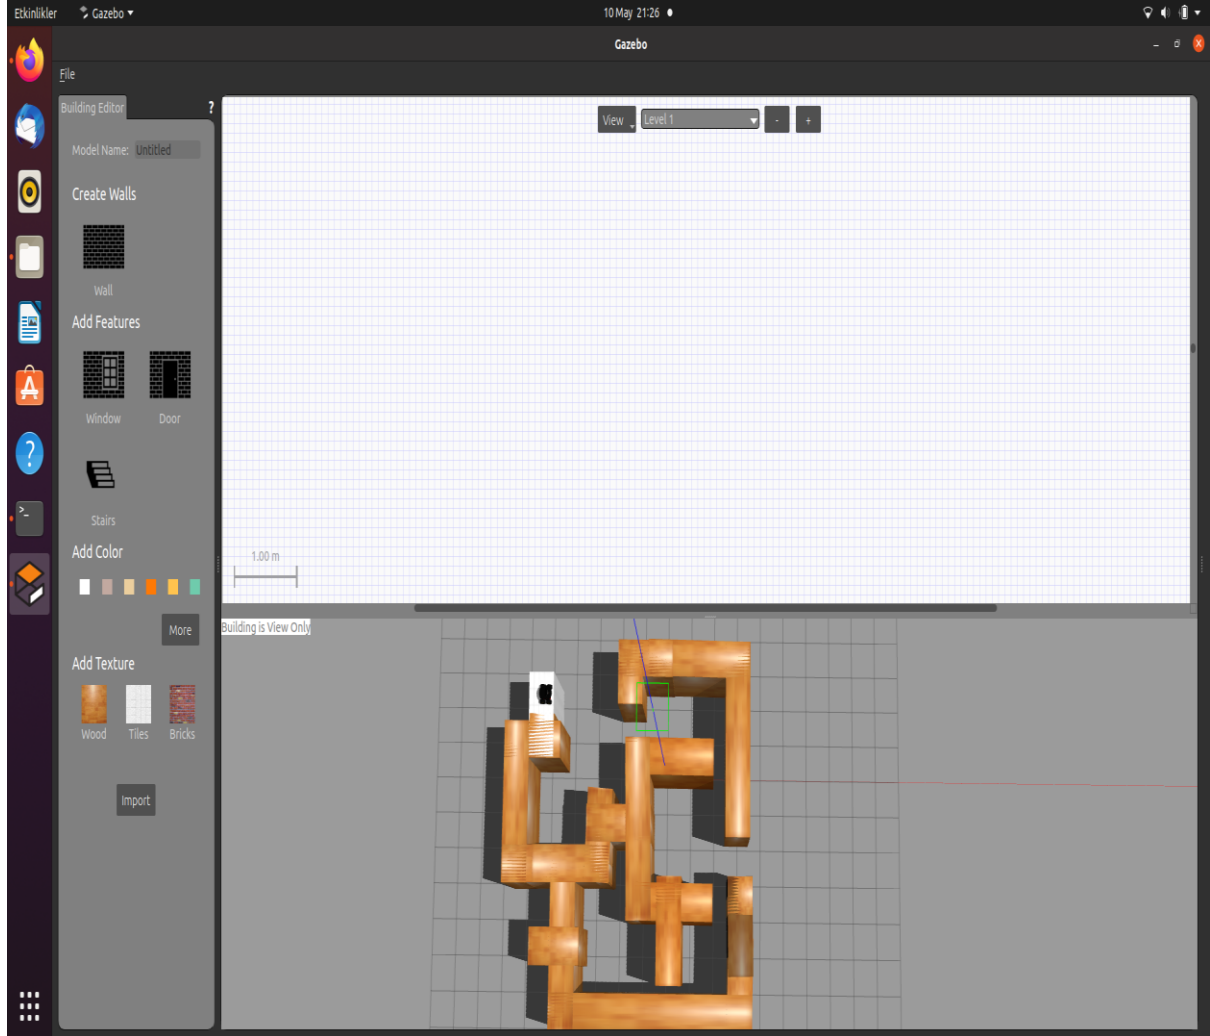 Etkinlikler Gazebo 10 May 21:26
Gazebo
File
Building Editor ?
View Level 1 - +
Model Name: Untitled
Create Walls
Wall
Add Features
Window Door
Stairs
Add Color
1.00 m
More
Building is View Only
Add Texture
Wood Tiles Bricks
Import